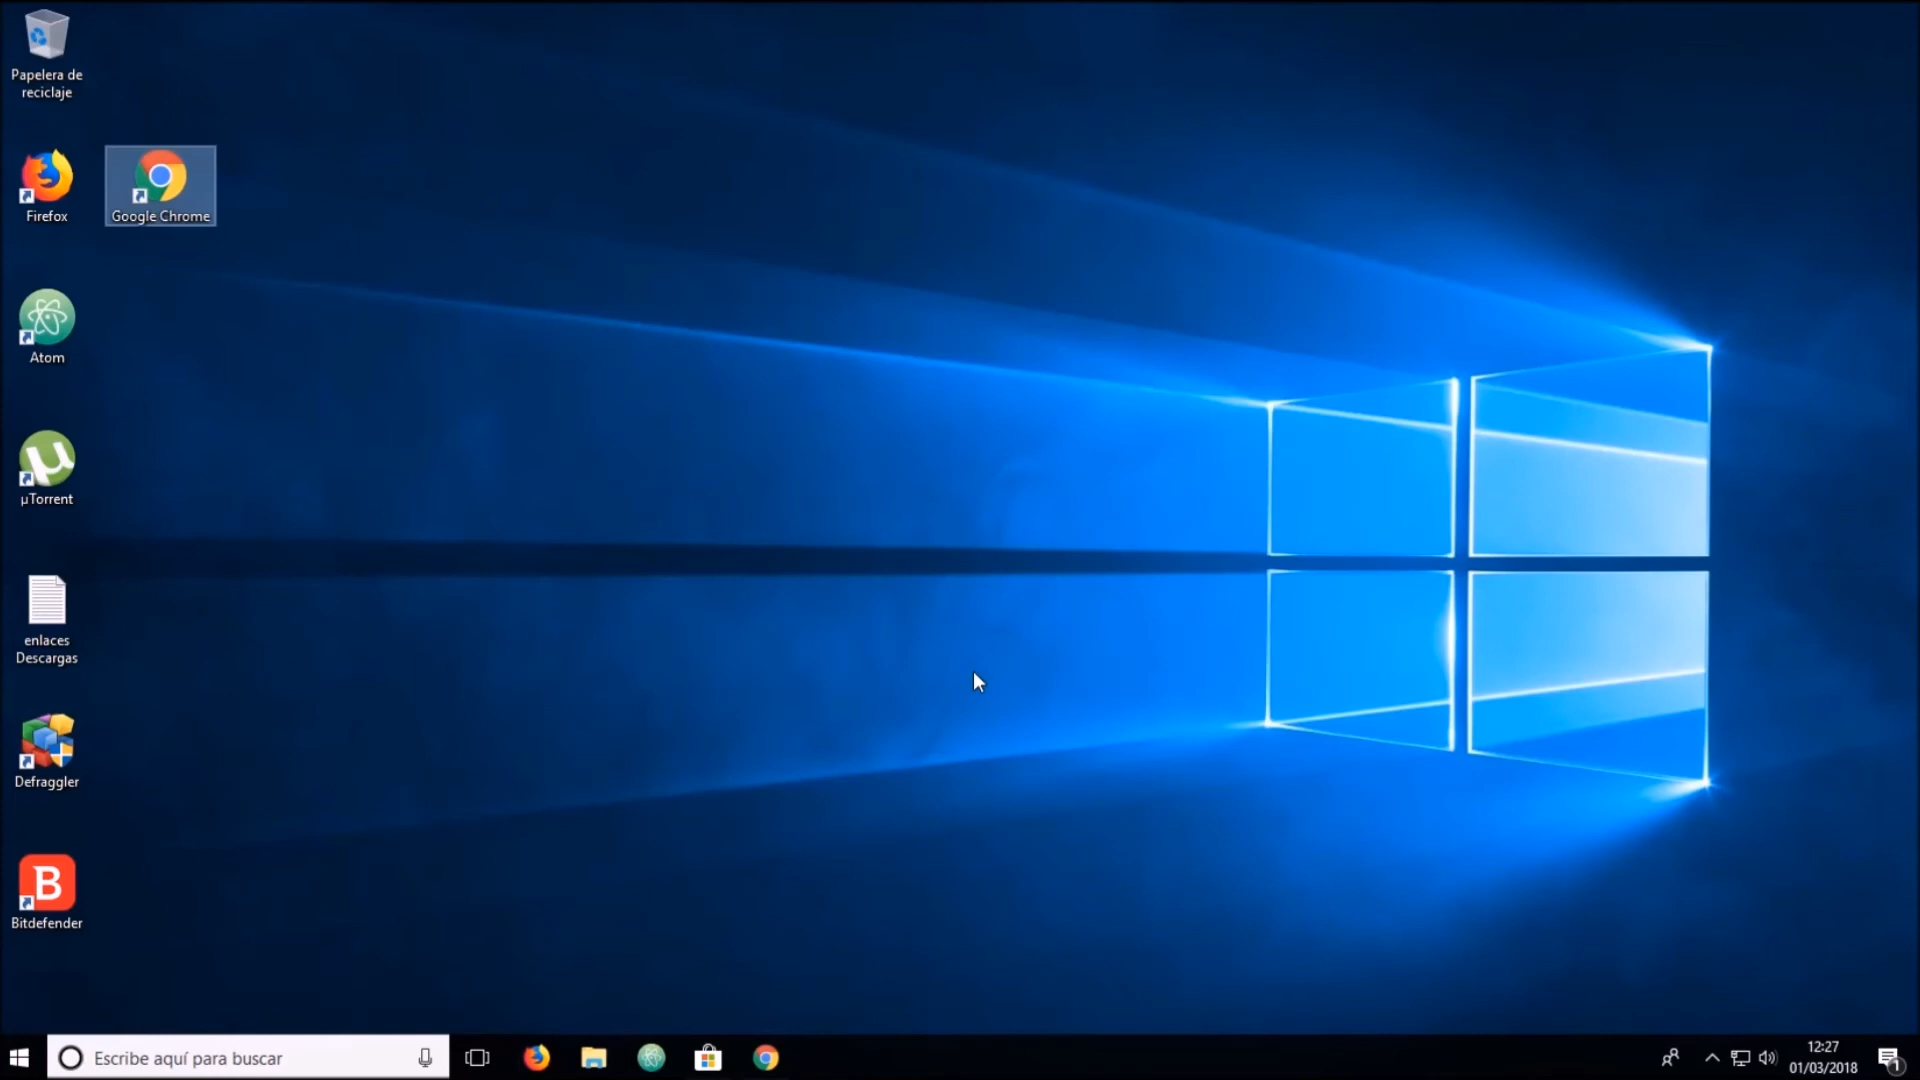 Papelera de
reciclaje
Firefox
Google Chrome
Atom
µTorrent
enlaces
Descargas
Defraggler
B
Bitdefender
Escribe aquí para buscar
12:27
01/03/2018
1